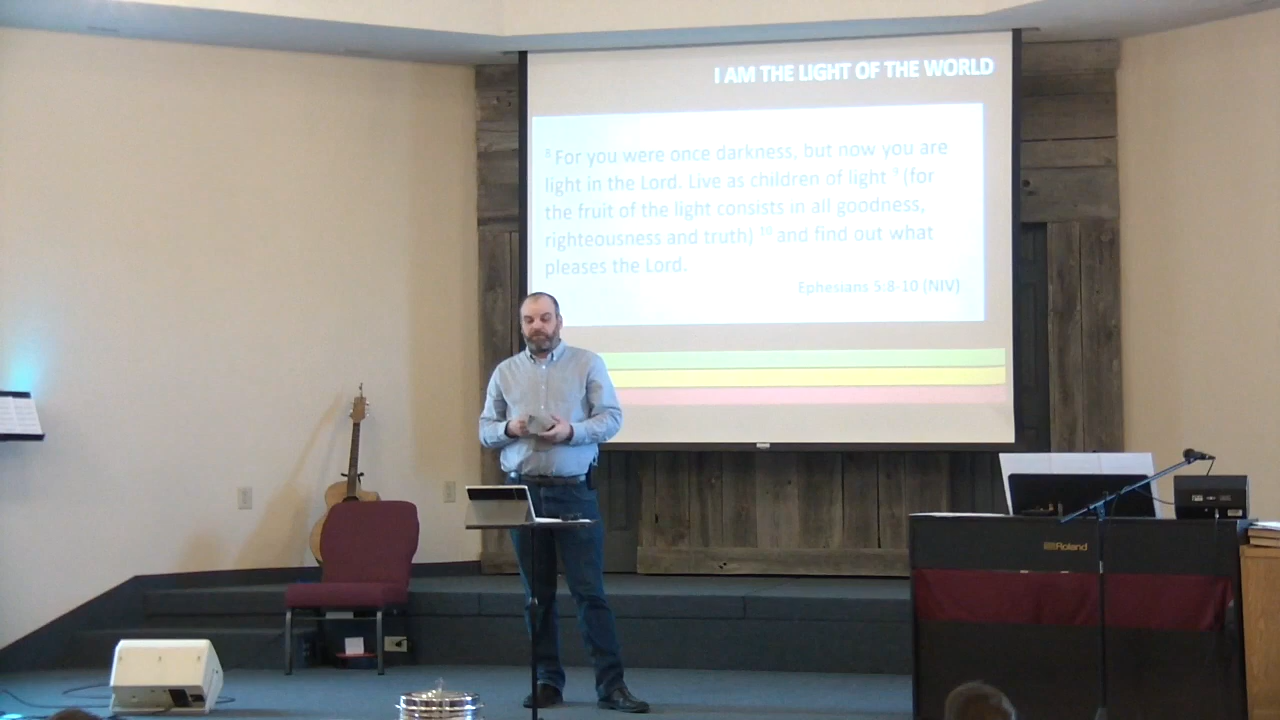 I AM THE LIGHT OF THE WORLD
8 For you were once darkness, but now you are
light in the Lord. Live as children of light 9 (for
the fruit of the light consists in all goodness,
righteousness and truth) 10 and find out what
pleases the Lord.
Ephesians 5:8-10 (NIV)
Roland